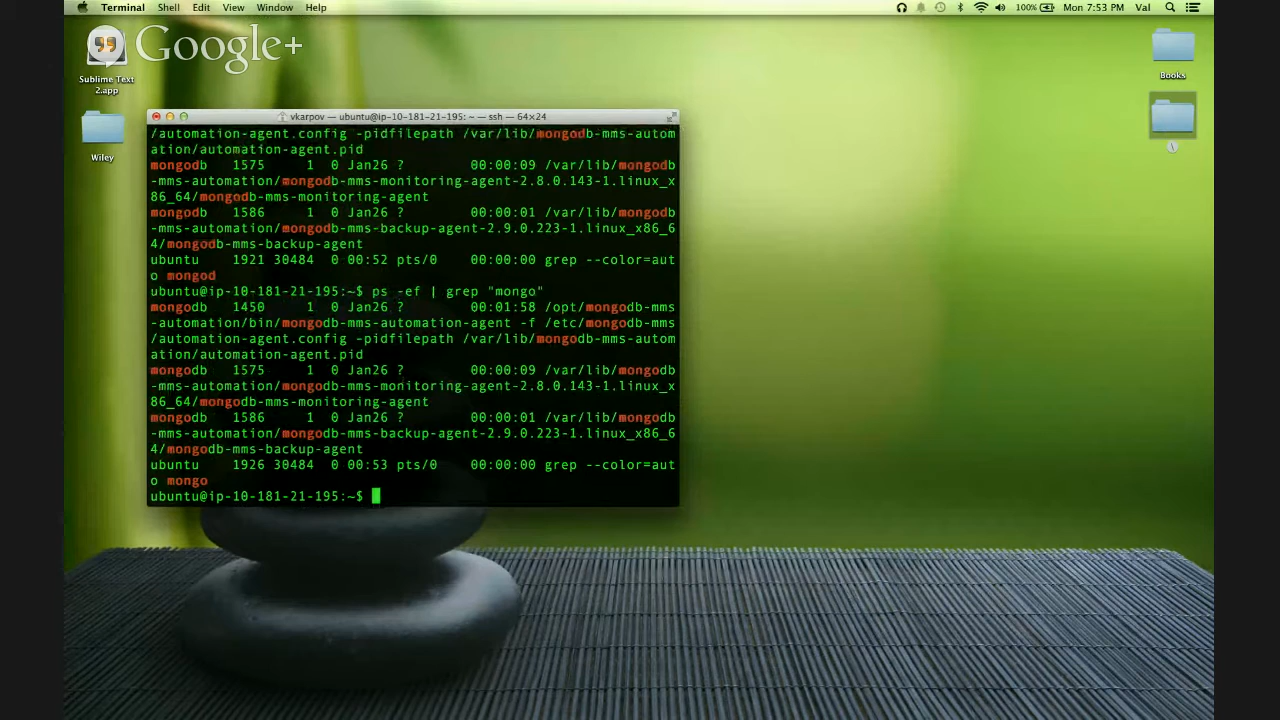 Terminal Shell Edit View Window Help
100% Mon 7:53 PM Val
Google+
Sublime Text
2.app
Books
Wiley
vkarpov — ubuntu@ip-10-181-21-195: ~ — ssh — 64×24
/automation-agent.config -pidfilepath /var/lib/mongodb-mms-autom
ation/automation-agent.pid
mongodb 1575 1 0 Jan26 ? 00:00:09 /var/lib/mongodb
-mms-automation/mongodb-mms-monitoring-agent-2.8.0.143-1.linux_x
86_64/mongodb-mms-monitoring-agent
mongodb 1586 1 0 Jan26 ? 00:00:01 /var/lib/mongodb
-mms-automation/mongodb-mms-backup-agent-2.9.0.223-1.linux_x86_6
4/mongodb-mms-backup-agent
ubuntu 1921 30484 0 00:52 pts/0 00:00:00 grep --color=aut
o mongod
ubuntu@ip-10-181-21-195:~$ ps -ef | grep "mongo"
mongodb 1450 1 0 Jan26 ? 00:01:58 /opt/mongodb-mms
-automation/bin/mongodb-mms-automation-agent -f /etc/mongodb-mms
/automation-agent.config -pidfilepath /var/lib/mongodb-mms-autom
ation/automation-agent.pid
mongodb 1575 1 0 Jan26 ? 00:00:09 /var/lib/mongodb
-mms-automation/mongodb-mms-monitoring-agent-2.8.0.143-1.linux_x
86_64/mongodb-mms-monitoring-agent
mongodb 1586 1 0 Jan26 ? 00:00:01 /var/lib/mongodb
-mms-automation/mongodb-mms-backup-agent-2.9.0.223-1.linux_x86_6
4/mongodb-mms-backup-agent
ubuntu 1926 30484 0 00:53 pts/0 00:00:00 grep --color=aut
o mongo
ubuntu@ip-10-181-21-195:~$